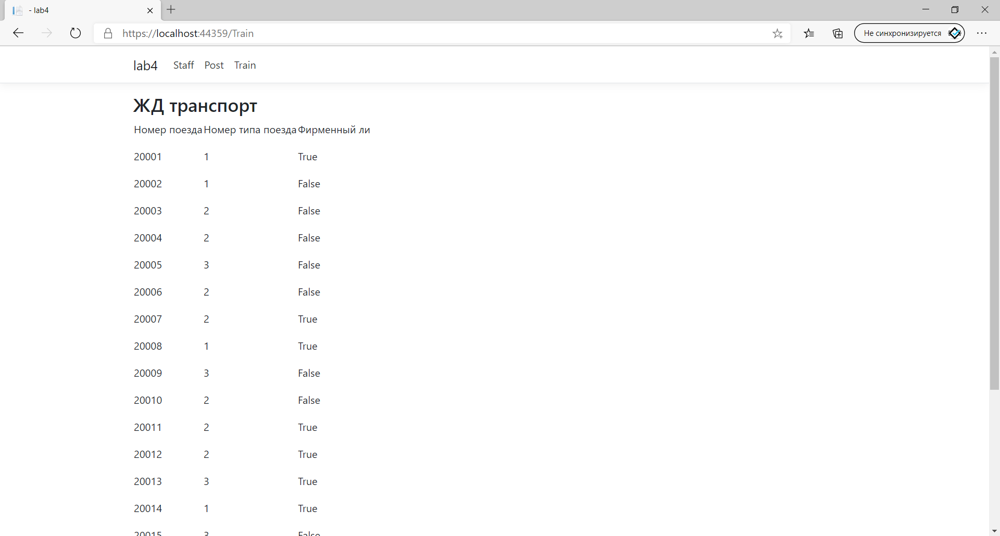 - lab4
https://localhost:44359/Train
Не синхронизируется
lab4 Staff Post Train
ЖД транспорт
Номер поезда Номер типа поезда Фирменный ли
20001 1 True
20002 1 False
20003 2 False
20004 2 False
20005 3 False
20006 2 False
20007 2 True
20008 1 True
20009 3 False
20010 2 False
20011 2 True
20012 2 True
20013 3 True
20014 1 True
20015 3 False